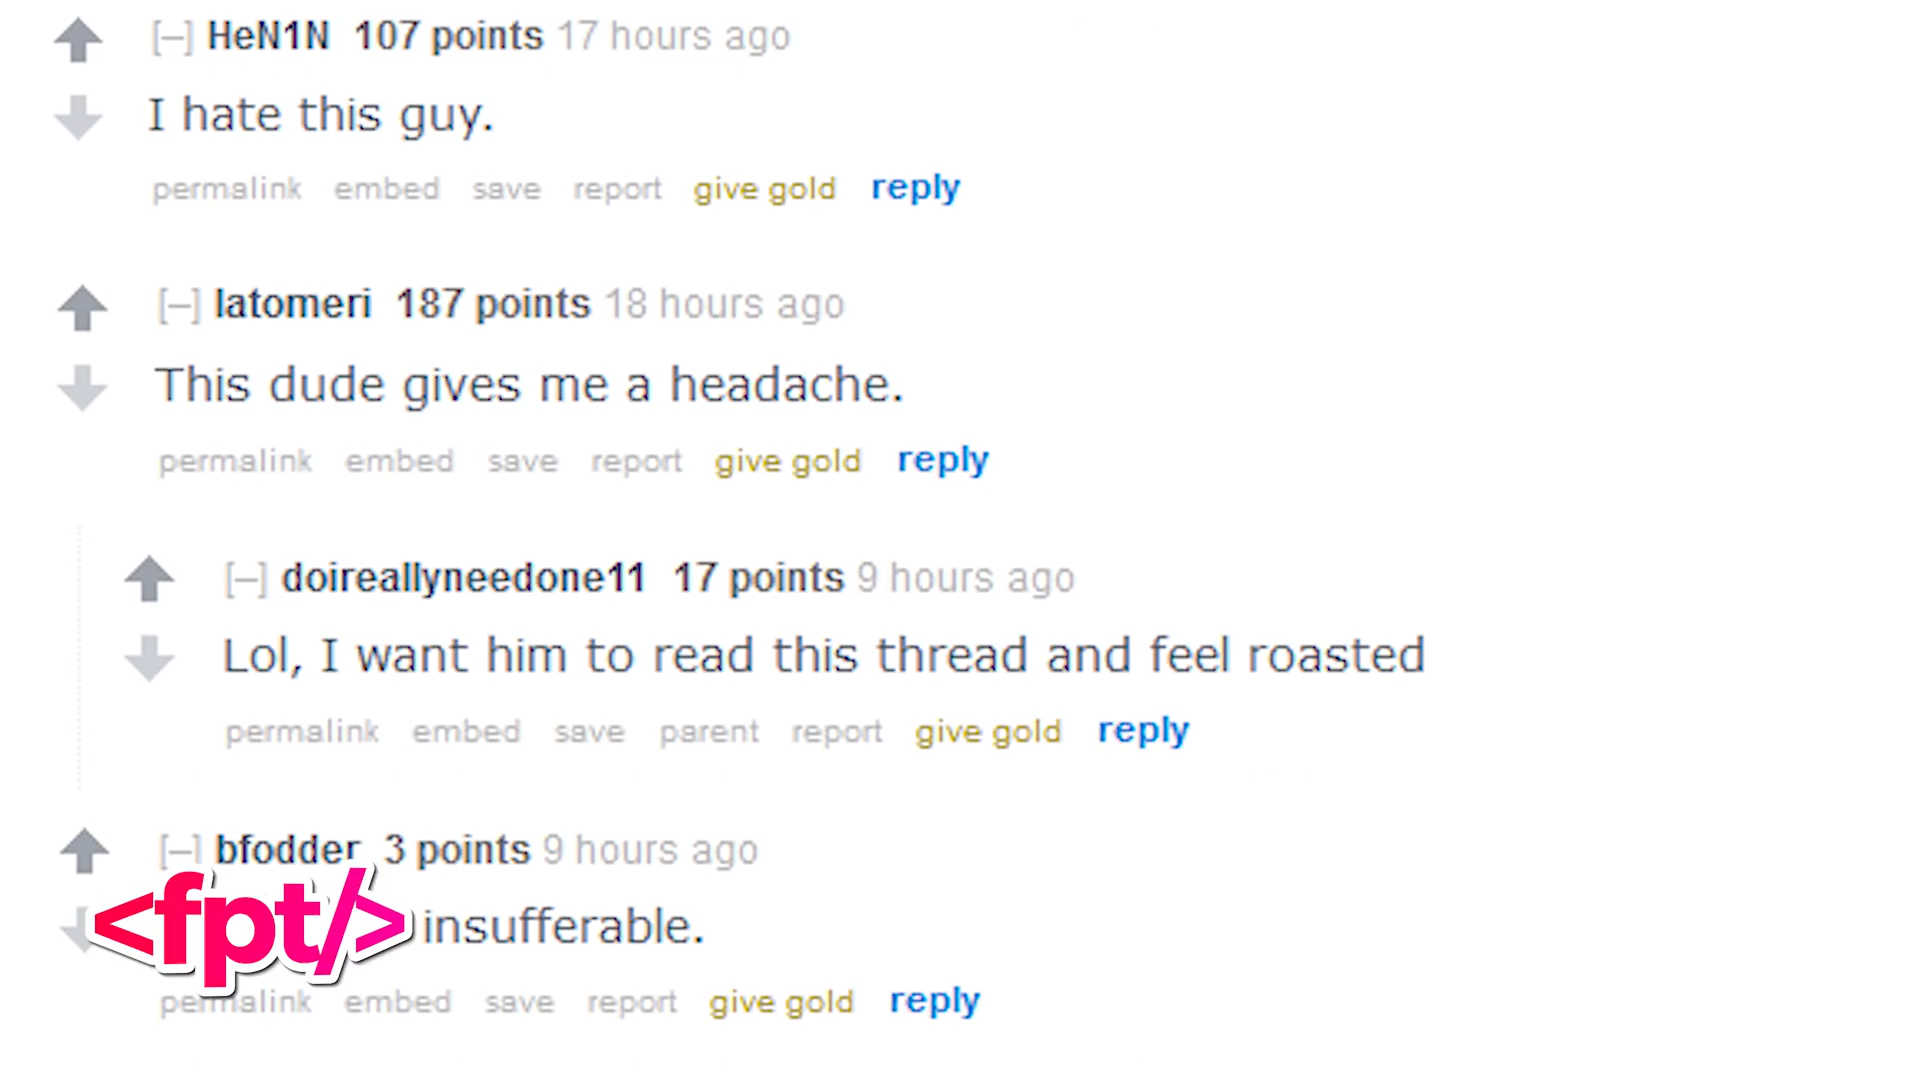 [–] HeN1N 107 points 17 hours ago
I hate this guy.
permalink embed save report give gold reply
[–] latomeri 187 points 18 hours ago
This dude gives me a headache.
permalink embed save report give gold reply
[–] doireallyneedone11 17 points 9 hours ago
Lol, I want him to read this thread and feel roasted
permalink embed save parent report give gold reply
[–] bfodder 3 points 9 hours ago
<fpt/>
insufferable.
permalink embed save report give gold reply